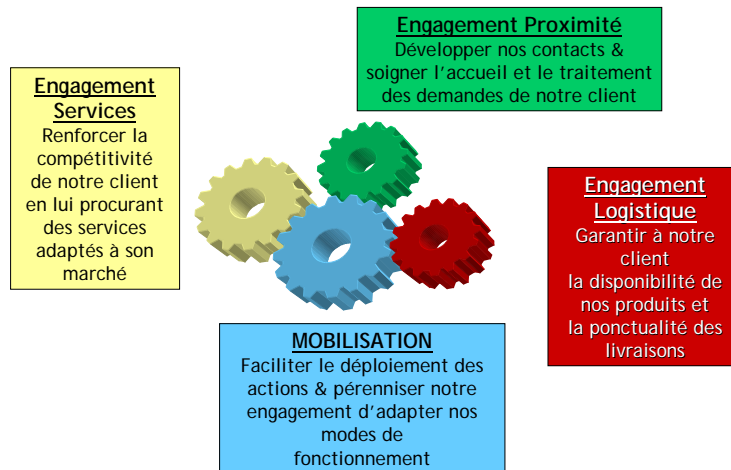 Engagement Proximité
Développer nos contacts &
soigner l'accueil et le traitement
des demandes de notre client
Engagement
Services
Renforcer la
compétitivité
de notre client
en lui procurant
des services
adaptés à son
marché
Engagement
Logistique
Garantir à notre
client
la disponibilité de
nos produits et
la ponctualité des
livraisons
MOBILISATION
Faciliter le déploiement des
actions & pérenniser notre
engagement d'adapter nos
modes de
fonctionnement